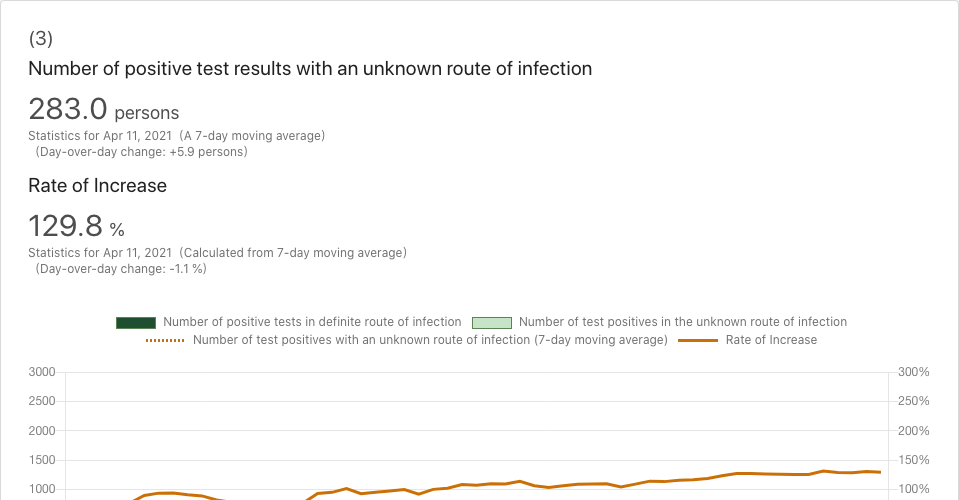 (3)
Number of positive test results with an unknown route of infection
283.0 persons
Statistics for Apr 11, 2021 (A 7-day moving average)
(Day-over-day change: +5.9 persons)
Rate of Increase
129.8 %
Statistics for Apr 11, 2021 (Calculated from 7-day moving average)
(Day-over-day change: -1.1 %)
Number of positive tests in definite route of infection Number of test positives in the unknown route of infection
Number of test positives with an unknown route of infection (7-day moving average) Rate of Increase
3000 300%
2500 250%
2000 200%
1500 150%
1000 100%